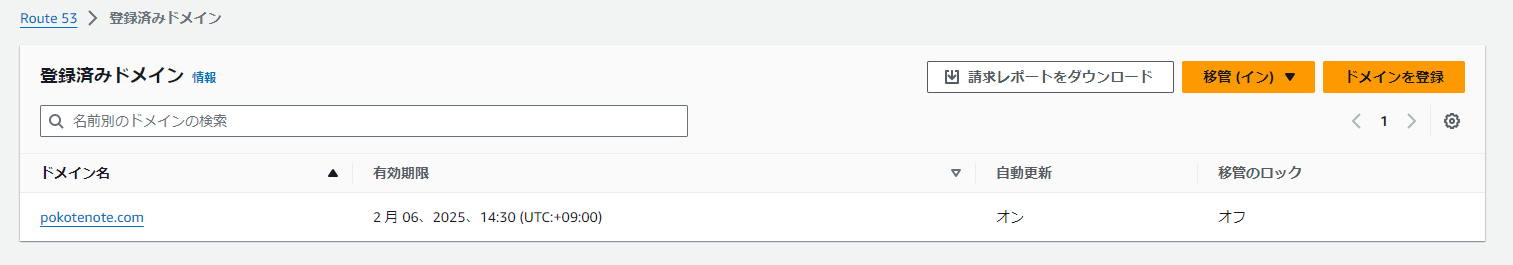 Route 53 > 登録済みドメイン
登録済みドメイン 情報
請求レポートをダウンロード 移管 (イン) ドメインを登録
名前別のドメインの検索
1
ドメイン名 有効期限 自動更新 移管のロック
pokotenote.com 2 月 06、2025、14:30 (UTC:+09:00) オン オフ